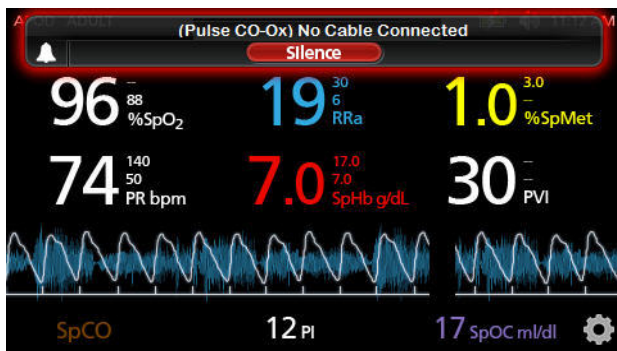 (Pulse CO-Ox) No Cable Connected
Silence
96 -- 88 %SpO₂
19 30 6 RRa
1.0 3.0 -- %SpMet
74 140 50 PR bpm
7.0 17.0 7.0 SpHb g/dL
30 -- -- PVI
SpCO 12 PI 17 SpOC ml/dl